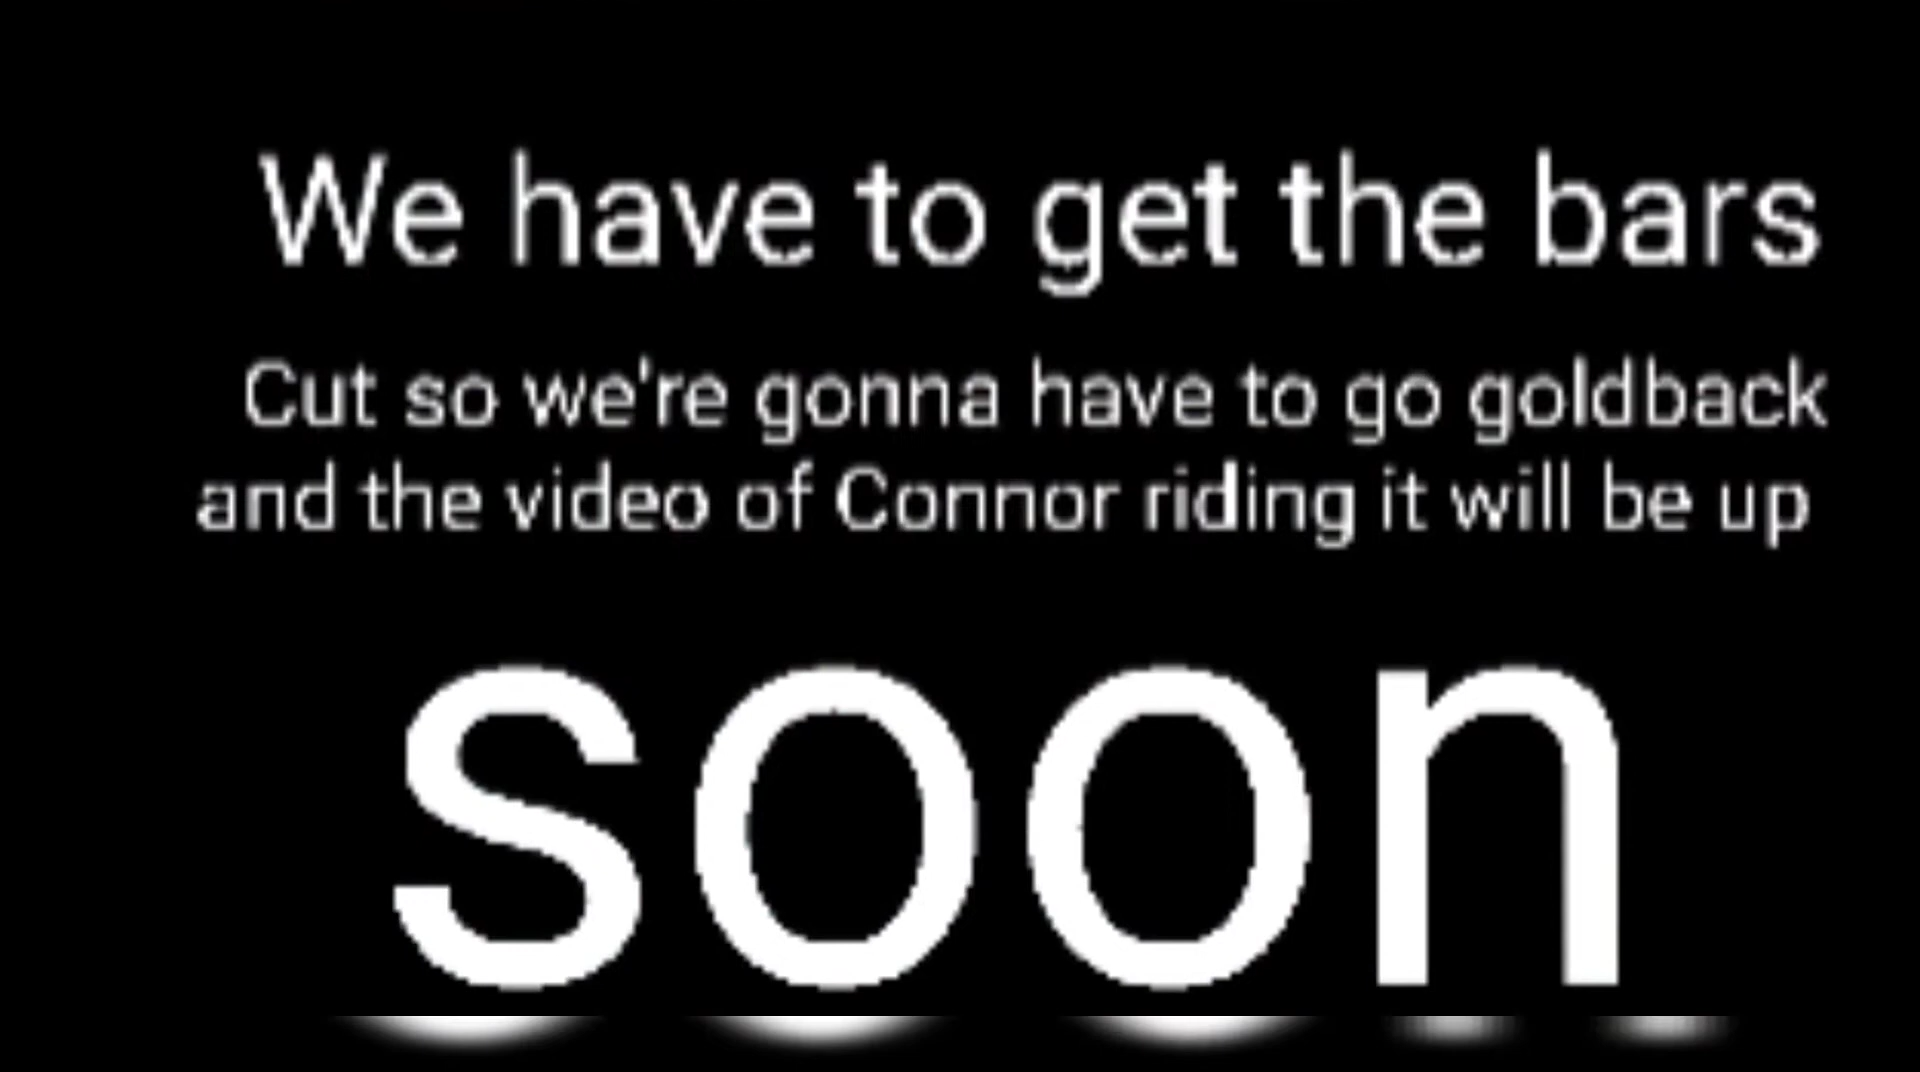 We have to get the bars
Cut so we're gonna have to go goldback
and the video of Connor riding it will be up
soon